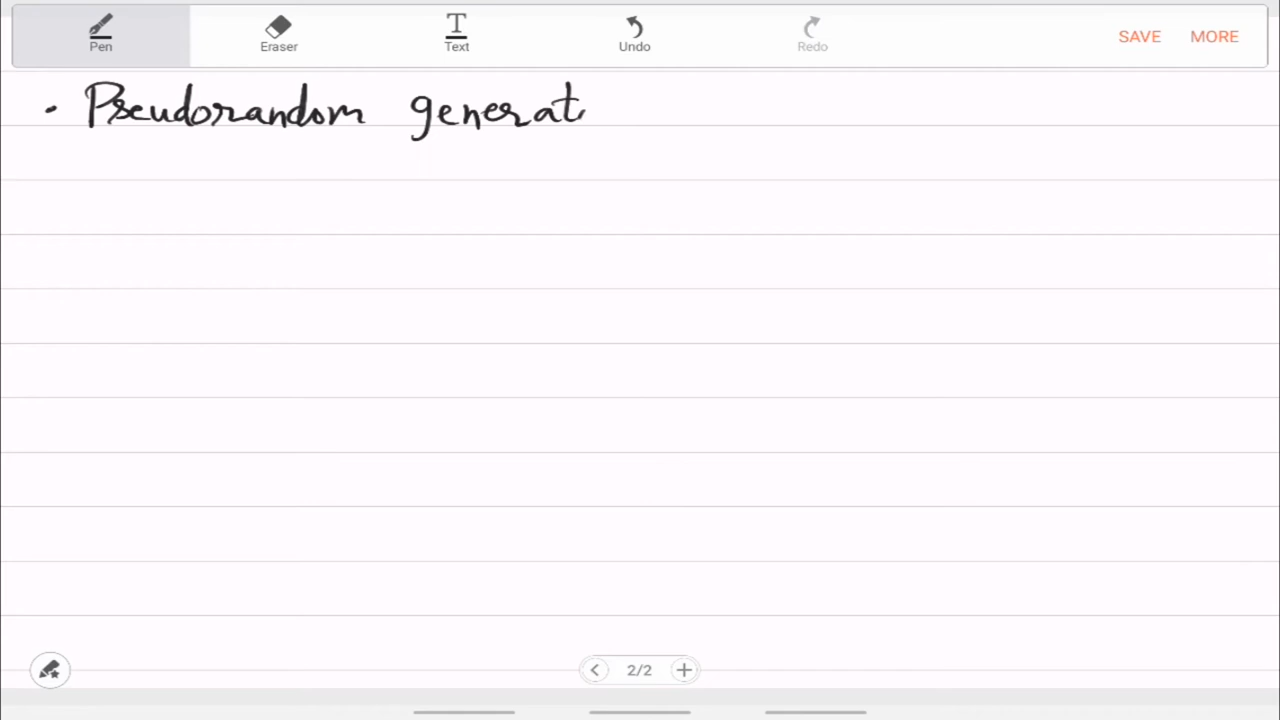 Pen Eraser Text Undo Redo SAVE MORE
• Pseudorandom generat
2/2